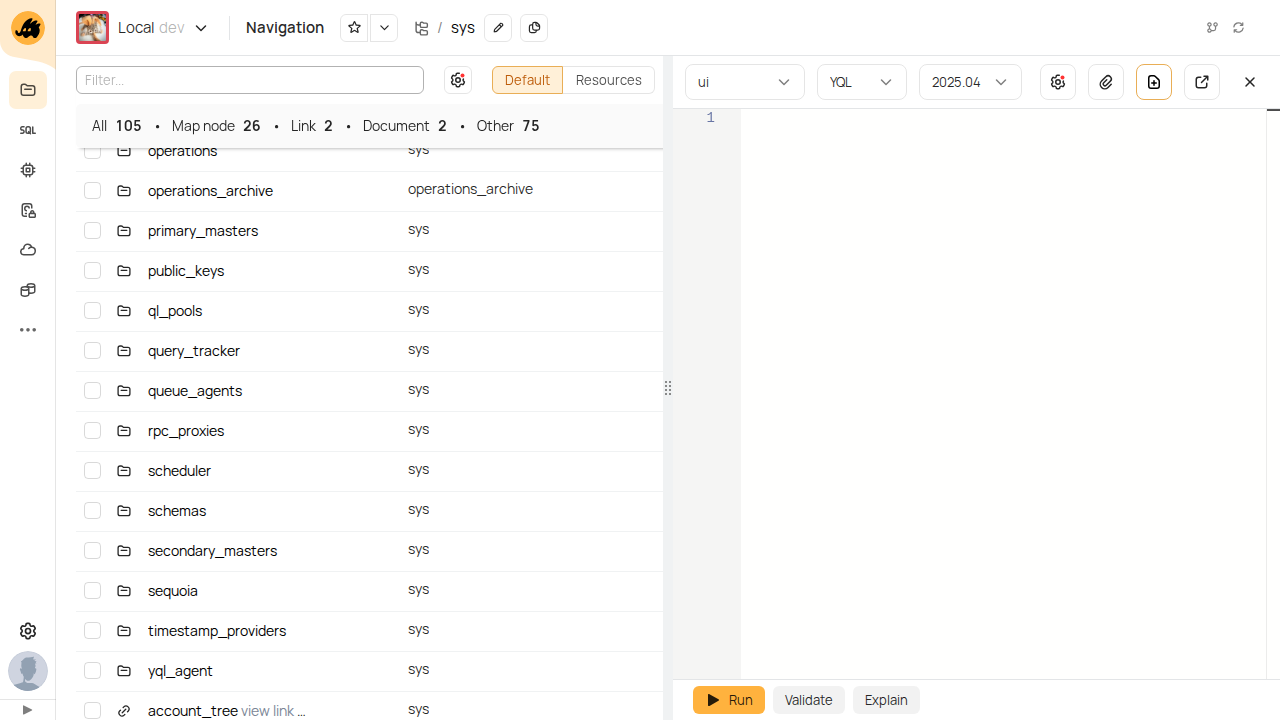 Local dev
Navigation
/ sys
Filter...
Default
Resources
ui
YQL
2025.04
SQL
All 105 • Map node 26 • Link 2 • Document 2 • Other 75
1
operations sys
operations_archive operations_archive
primary_masters sys
public_keys sys
ql_pools sys
query_tracker sys
queue_agents sys
rpc_proxies sys
scheduler sys
schemas sys
secondary_masters sys
sequoia sys
timestamp_providers sys
yql_agent sys
account_tree view link ... sys
Run
Validate
Explain